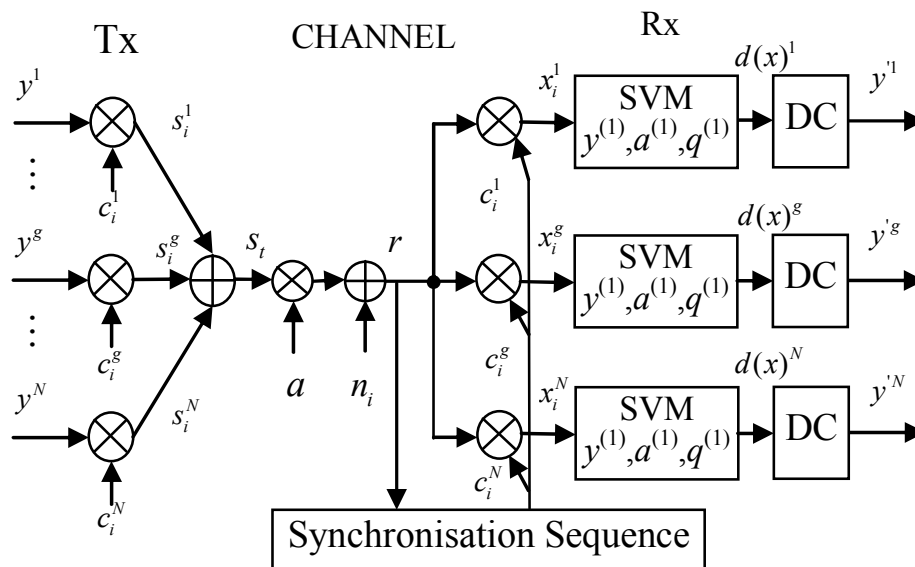 Tx
CHANNEL
Rx
y^1
s_i^1
x_i^1
SVM
y^(1),a^(1),q^(1)
d(x)^1
DC
y'^1
⋮
c_i^1
c_i^1
y^g
s_i^g
s_t
r
x_i^g
SVM
y^(1),a^(1),q^(1)
d(x)^g
DC
y'^g
⋮
c_i^g
a
n_i
c_i^g
y^N
s_i^N
x_i^N
SVM
y^(1),a^(1),q^(1)
d(x)^N
DC
y'^N
c_i^N
c_i^N
Synchronisation Sequence